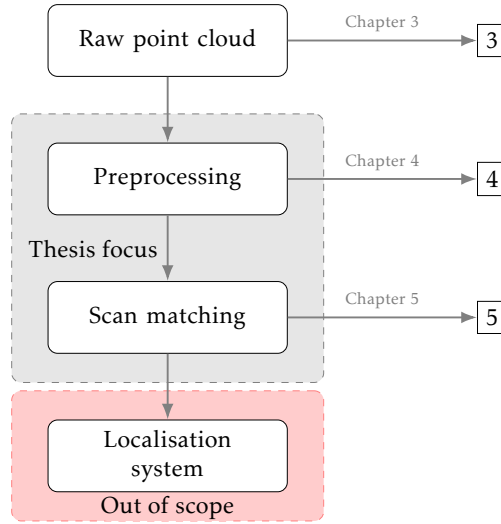 Raw point cloud
Chapter 3
3
Preprocessing
Chapter 4
4
Thesis focus
Scan matching
Chapter 5
5
Localisation
system
Out of scope